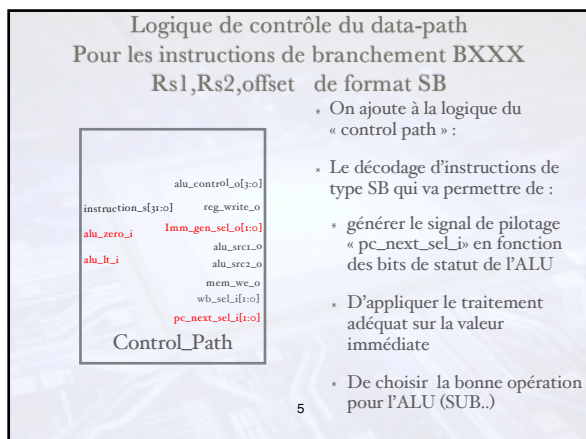 Logique de contrôle du data-path
Pour les instructions de branchement BXXX
Rs1,Rs2,offset de format SB
* On ajoute à la logique du
« control path » :
* Le décodage d'instructions de
type SB qui va permettre de :
* générer le signal de pilotage
« pc_next_sel_i» en fonction
des bits de statut de l'ALU
* D'appliquer le traitement
adéquat sur la valeur
immédiate
* De choisir la bonne opération
pour l'ALU (SUB..)
alu_control_o[3:0]
instruction_s[31:0] reg_write_o
alu_zero_i Imm_gen_sel_o[1:0]
alu_src1_o
alu_lt_i alu_src2_o
mem_we_o
wb_sel_i[1:0]
pc_next_sel_i[1:0]
Control_Path
5